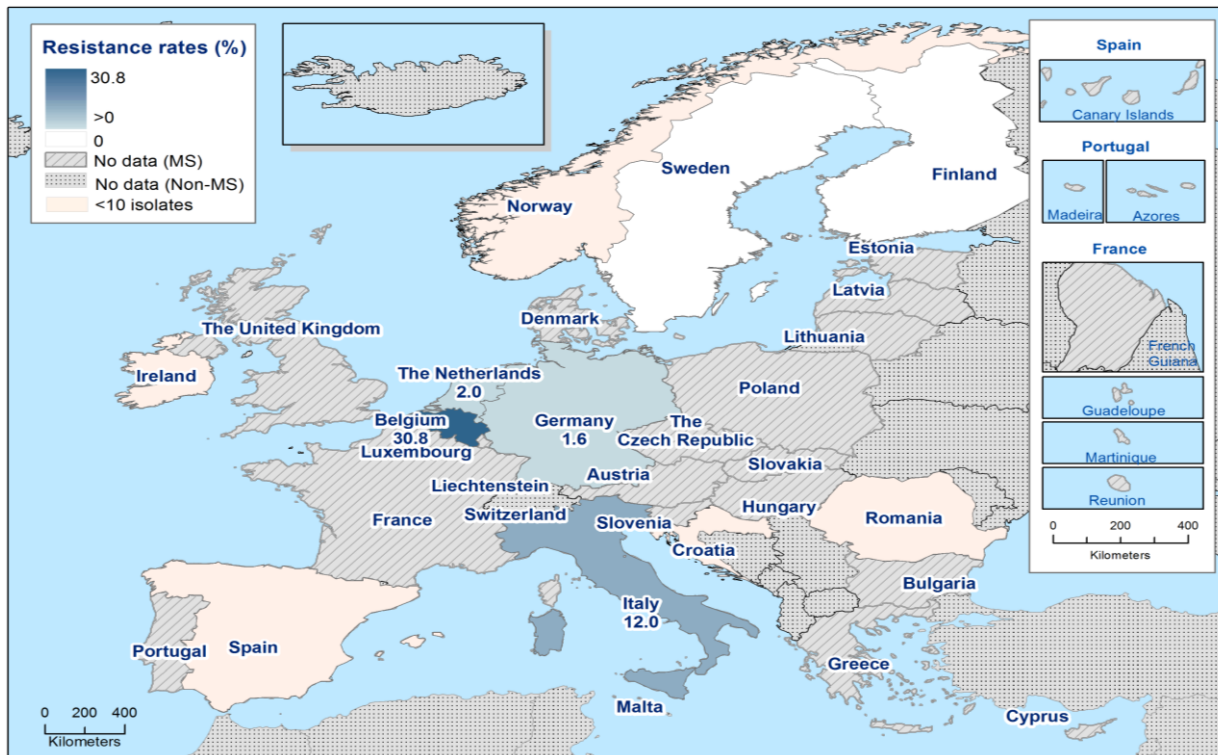 Resistance rates (%)
30.8
>0
0
No data (MS)
No data (Non-MS)
<10 isolates
Spain
Canary Islands
Portugal
Madeira
Azores
France
French
Guiana
Guadeloupe
Martinique
Reunion
0 200 400
Kilometers
Sweden
Finland
Norway
Estonia
Latvia
Denmark
The United Kingdom
Lithuania
Ireland
The Netherlands
2.0
Poland
Belgium
30.8
Germany
1.6
The
Czech Republic
Luxembourg
Slovakia
Austria
Liechtenstein
Hungary
France
Switzerland
Slovenia
Romania
Croatia
Bulgaria
Italy
12.0
Portugal
Spain
Greece
Malta
Cyprus
0 200 400
Kilometers